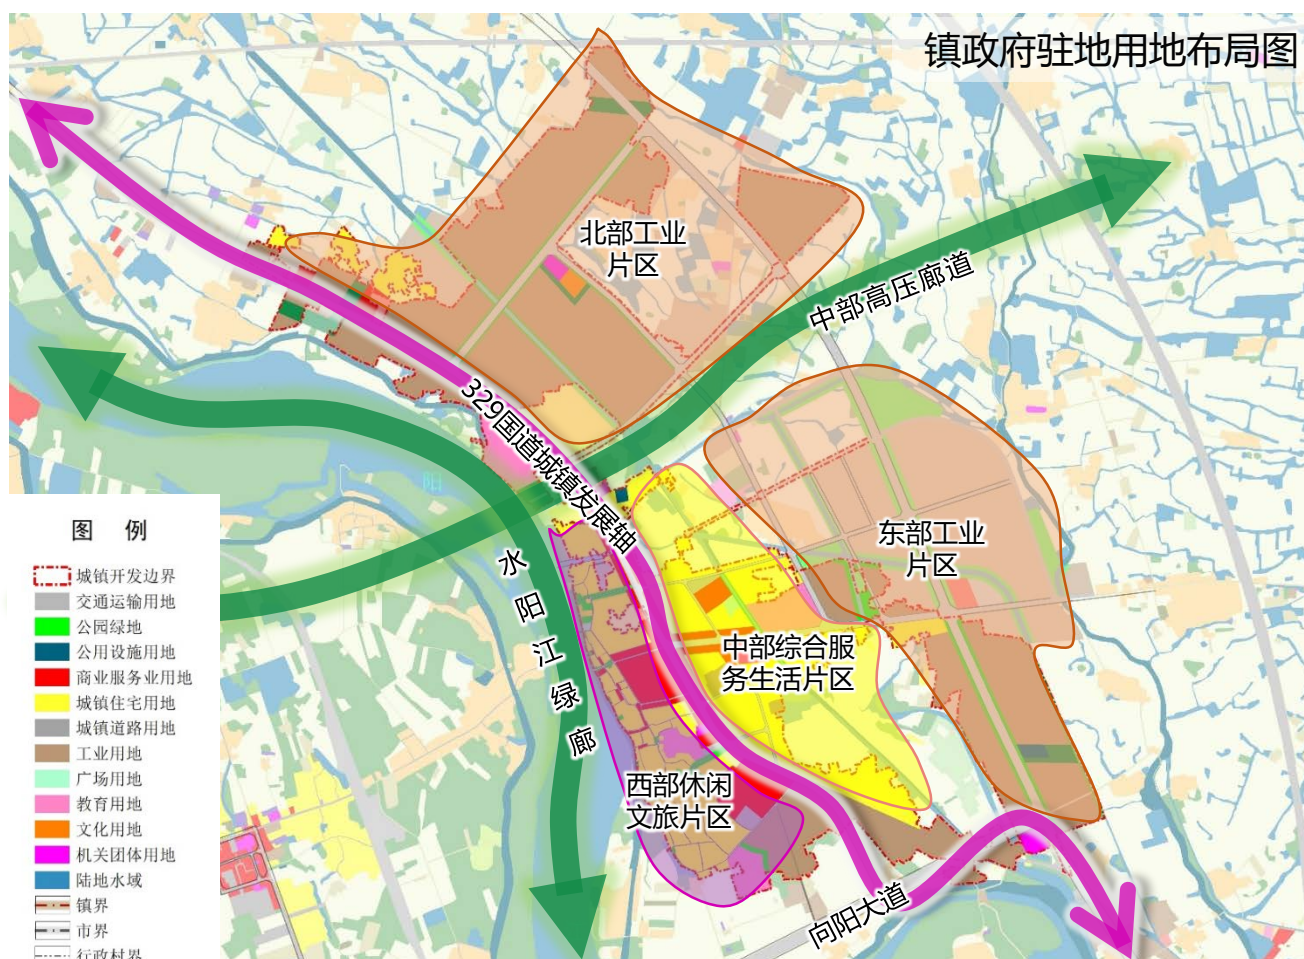 镇政府驻地用地布局图
北部工业
片区
中部高压廊道
329国道城镇发展轴
东部工业
片区
水阳江绿廊
中部综合服
务生活片区
西部休闲
文旅片区
向阳大道
阳
图 例
城镇开发边界
交通运输用地
公园绿地
公用设施用地
商业服务业用地
城镇住宅用地
城镇道路用地
工业用地
广场用地
教育用地
文化用地
机关团体用地
陆地水域
镇界
市界
行政村界